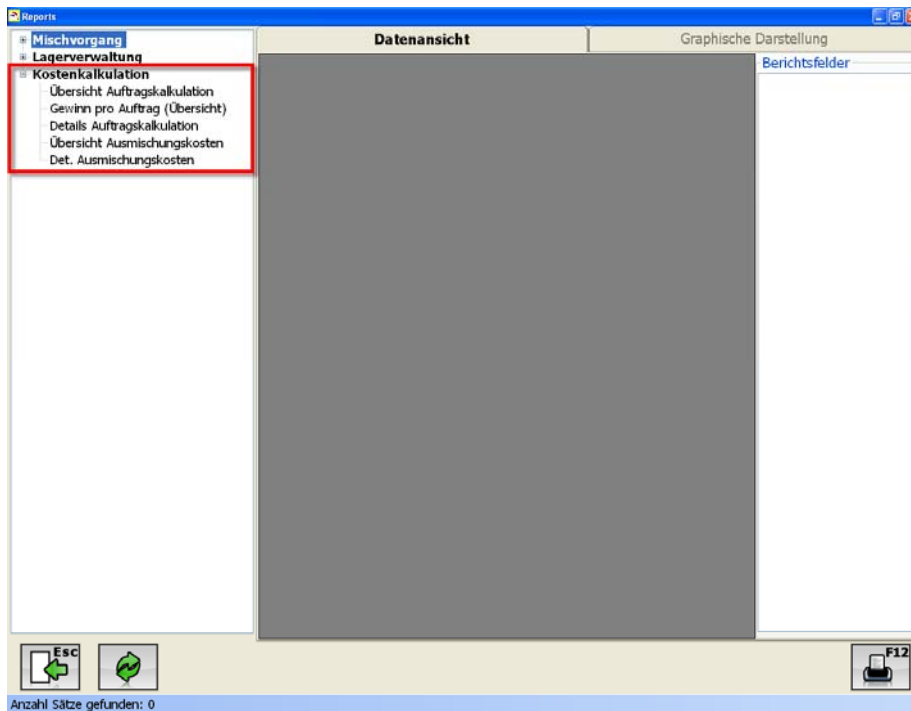 Reports
Mischvorgang
Lagerverwaltung
Kostenkalkulation
Übersicht Auftragskalkulation
Gewinn pro Auftrag (Übersicht)
Details Auftragskalkulation
Übersicht Ausmischungskosten
Det. Ausmischungskosten
Datenansicht
Graphische Darstellung
Berichtsfelder
Esc
F12
Anzahl Sätze gefunden: 0